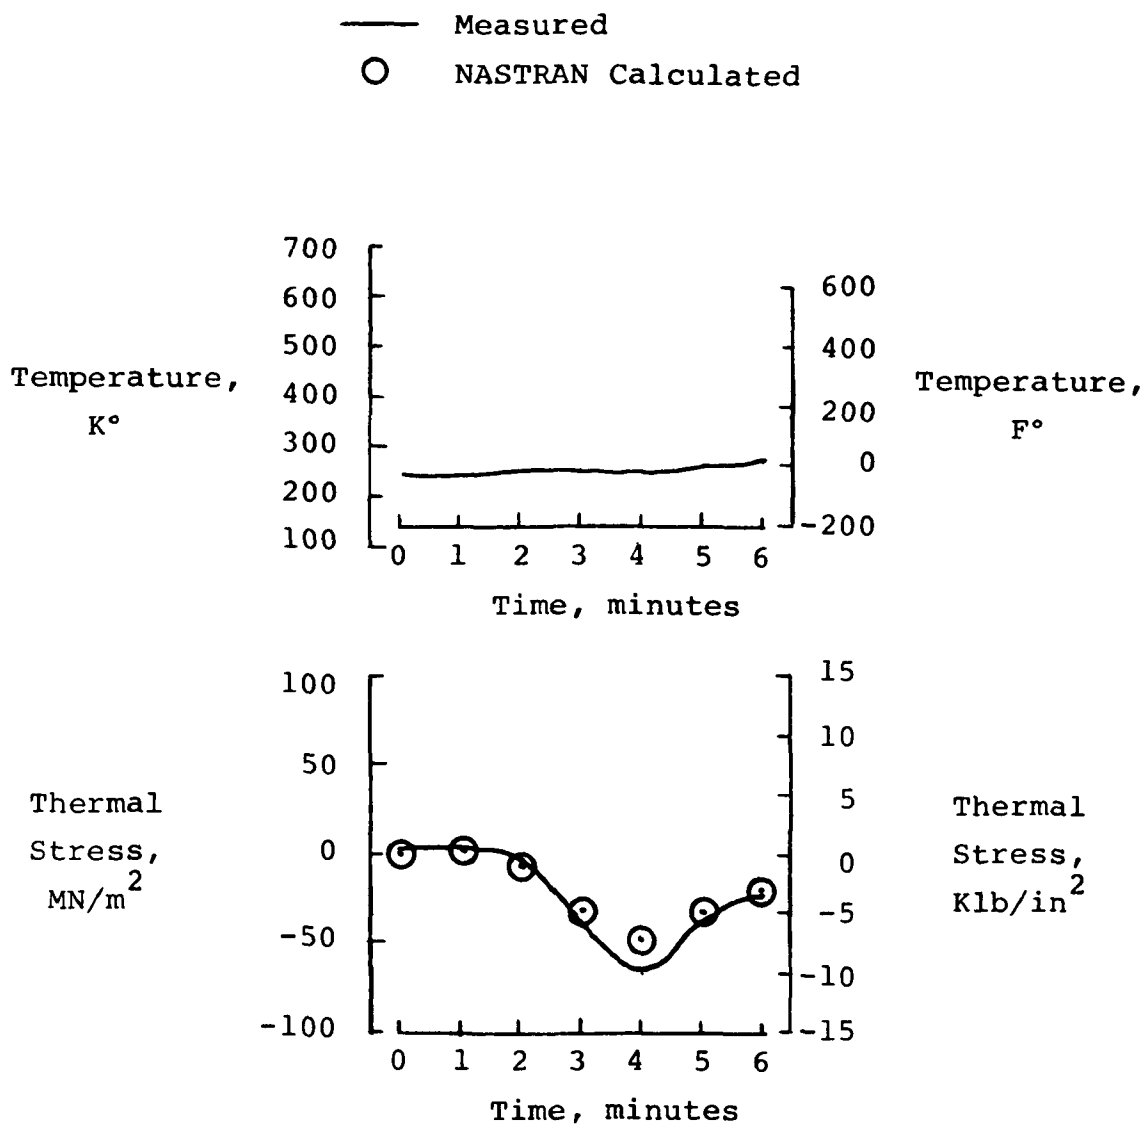 Measured
NASTRAN Calculated
700
600
500
400
300
200
100
Temperature,
K°
600
400
200
0
-200
Temperature,
F°
0 1 2 3 4 5 6
Time, minutes
100
50
0
-50
-100
Thermal
Stress,
MN/m²
15
10
5
0
-5
-10
-15
Thermal
Stress,
Klb/in²
0 1 2 3 4 5 6
Time, minutes